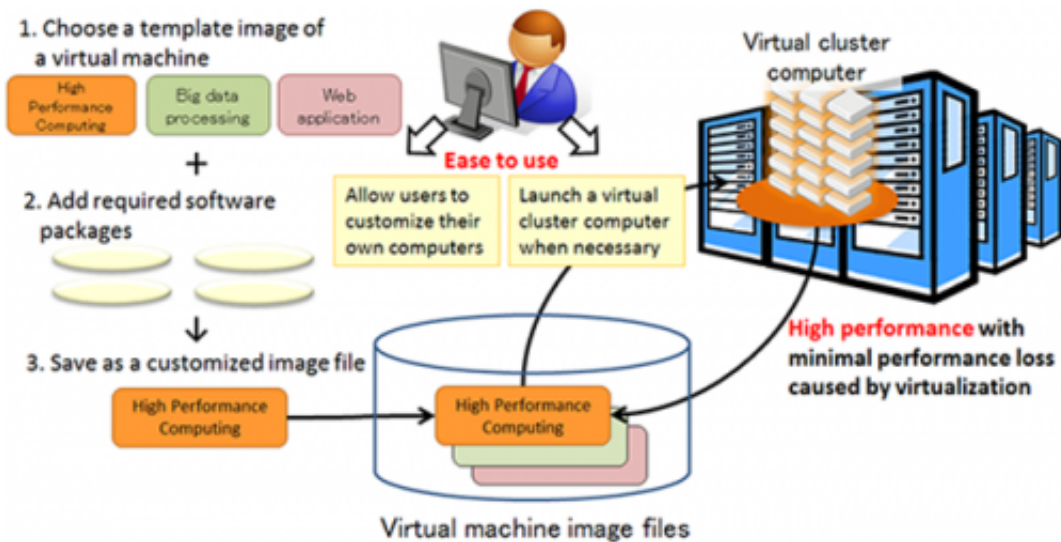 1. Choose a template image of
a virtual machine
High
Performance
Computing
Big data
processing
Web
application
+
2. Add required software
packages
3. Save as a customized image file
High Performance
Computing
Ease to use
Allow users to
customize their
own computers
Launch a virtual
cluster computer
when necessary
Virtual cluster
computer
High performance with
minimal performance loss
caused by virtualization
High Performance
Computing
Virtual machine image files